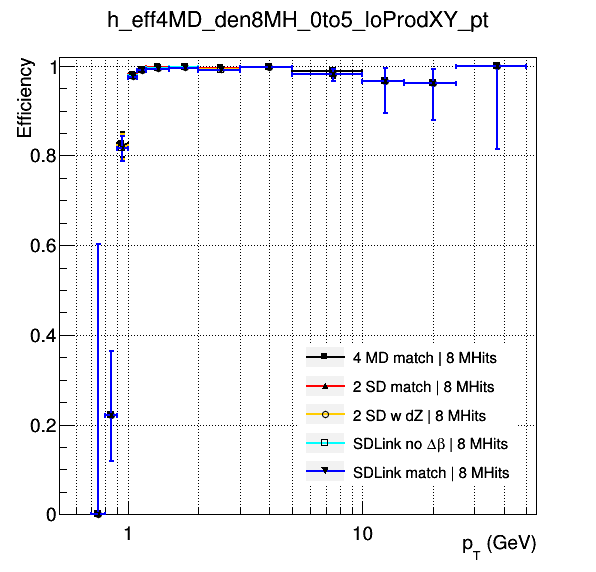 h_eff4MD_den8MH_0to5_loProdXY_pt
Efficiency
1
0.8
0.6
0.4
0.2
0
4 MD match | 8 MHits
2 SD match | 8 MHits
2 SD w dZ | 8 MHits
SDLink no Δβ | 8 MHits
SDLink match | 8 MHits
1
10
p_T (GeV)